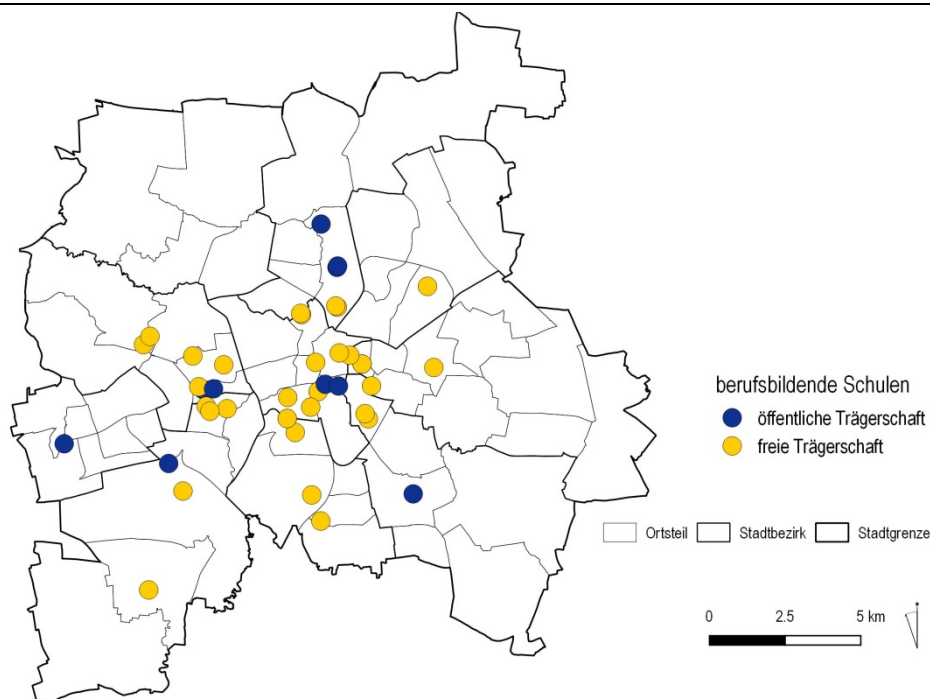 berufsbildende Schulen
öffentliche Trägerschaft
freie Trägerschaft
Ortsteil Stadtbezirk Stadtgrenze
0 2.5 5 km